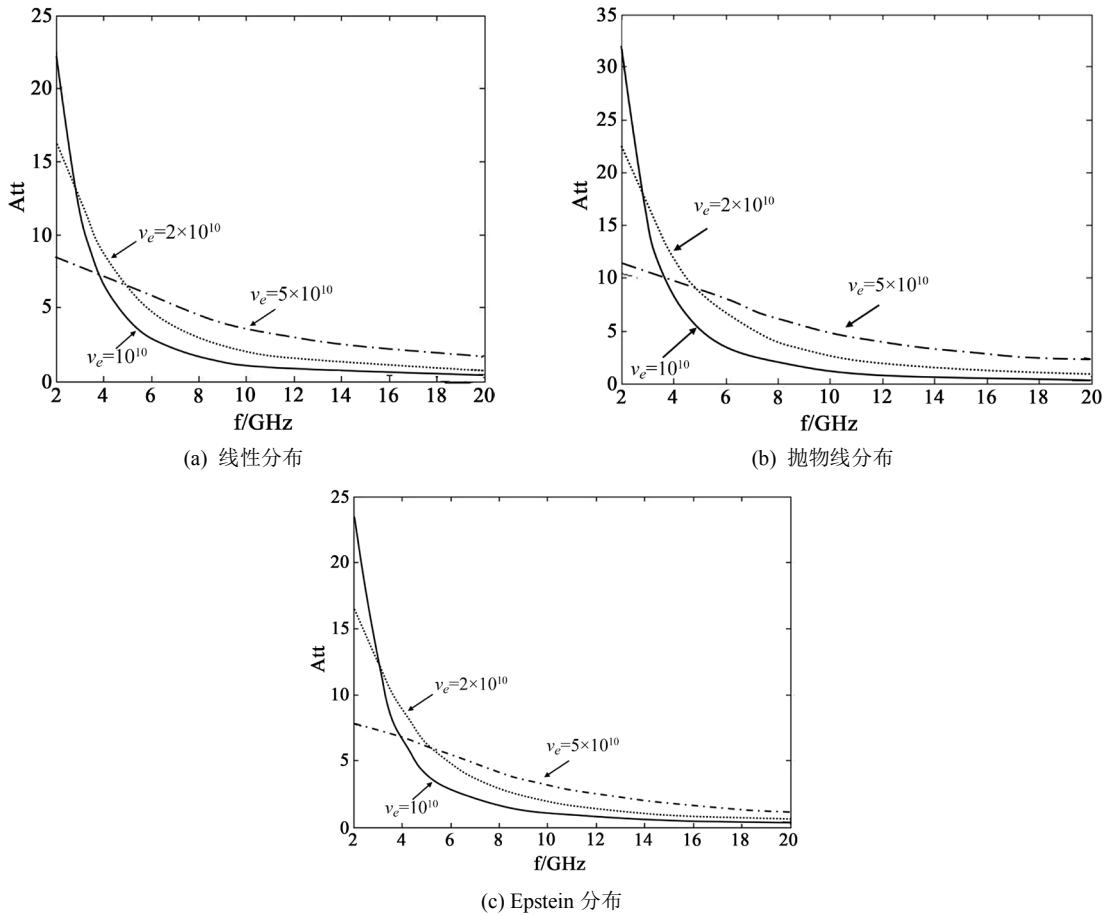 25
20
15
10
5
0
Att
vₑ=2×10¹⁰
vₑ=5×10¹⁰
vₑ=10¹⁰
2 4 6 8 10 12 14 16 18 20
f/GHz
(a) 线性分布
35
30
25
20
15
10
5
0
Att
vₑ=2×10¹⁰
vₑ=5×10¹⁰
vₑ=10¹⁰
2 4 6 8 10 12 14 16 18 20
f/GHz
(b) 抛物线分布
25
20
15
10
5
0
Att
vₑ=2×10¹⁰
vₑ=5×10¹⁰
vₑ=10¹⁰
2 4 6 8 10 12 14 16 18 20
f/GHz
(c) Epstein 分布